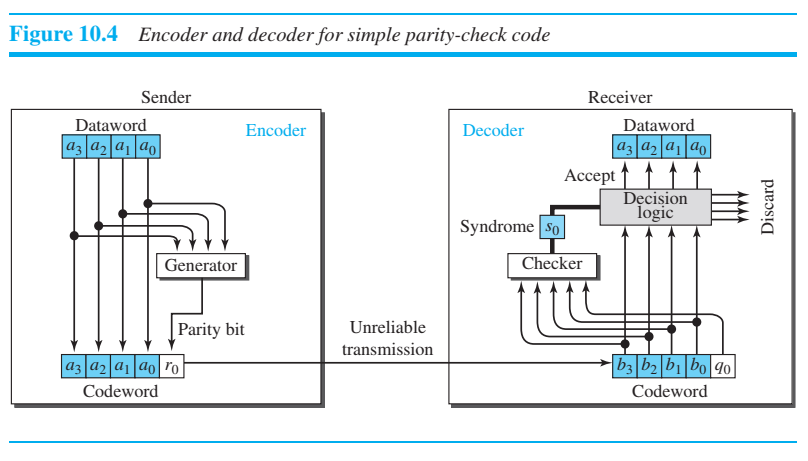 Figure 10.4 Encoder and decoder for simple parity-check code
Sender
Encoder
Dataword
a3 a2 a1 a0
Generator
Parity bit
a3 a2 a1 a0 r0
Codeword
Unreliable
transmission
Receiver
Decoder
Dataword
a3 a2 a1 a0
Accept
Decision
logic
Discard
Syndrome s0
Checker
b3 b2 b1 b0 q0
Codeword